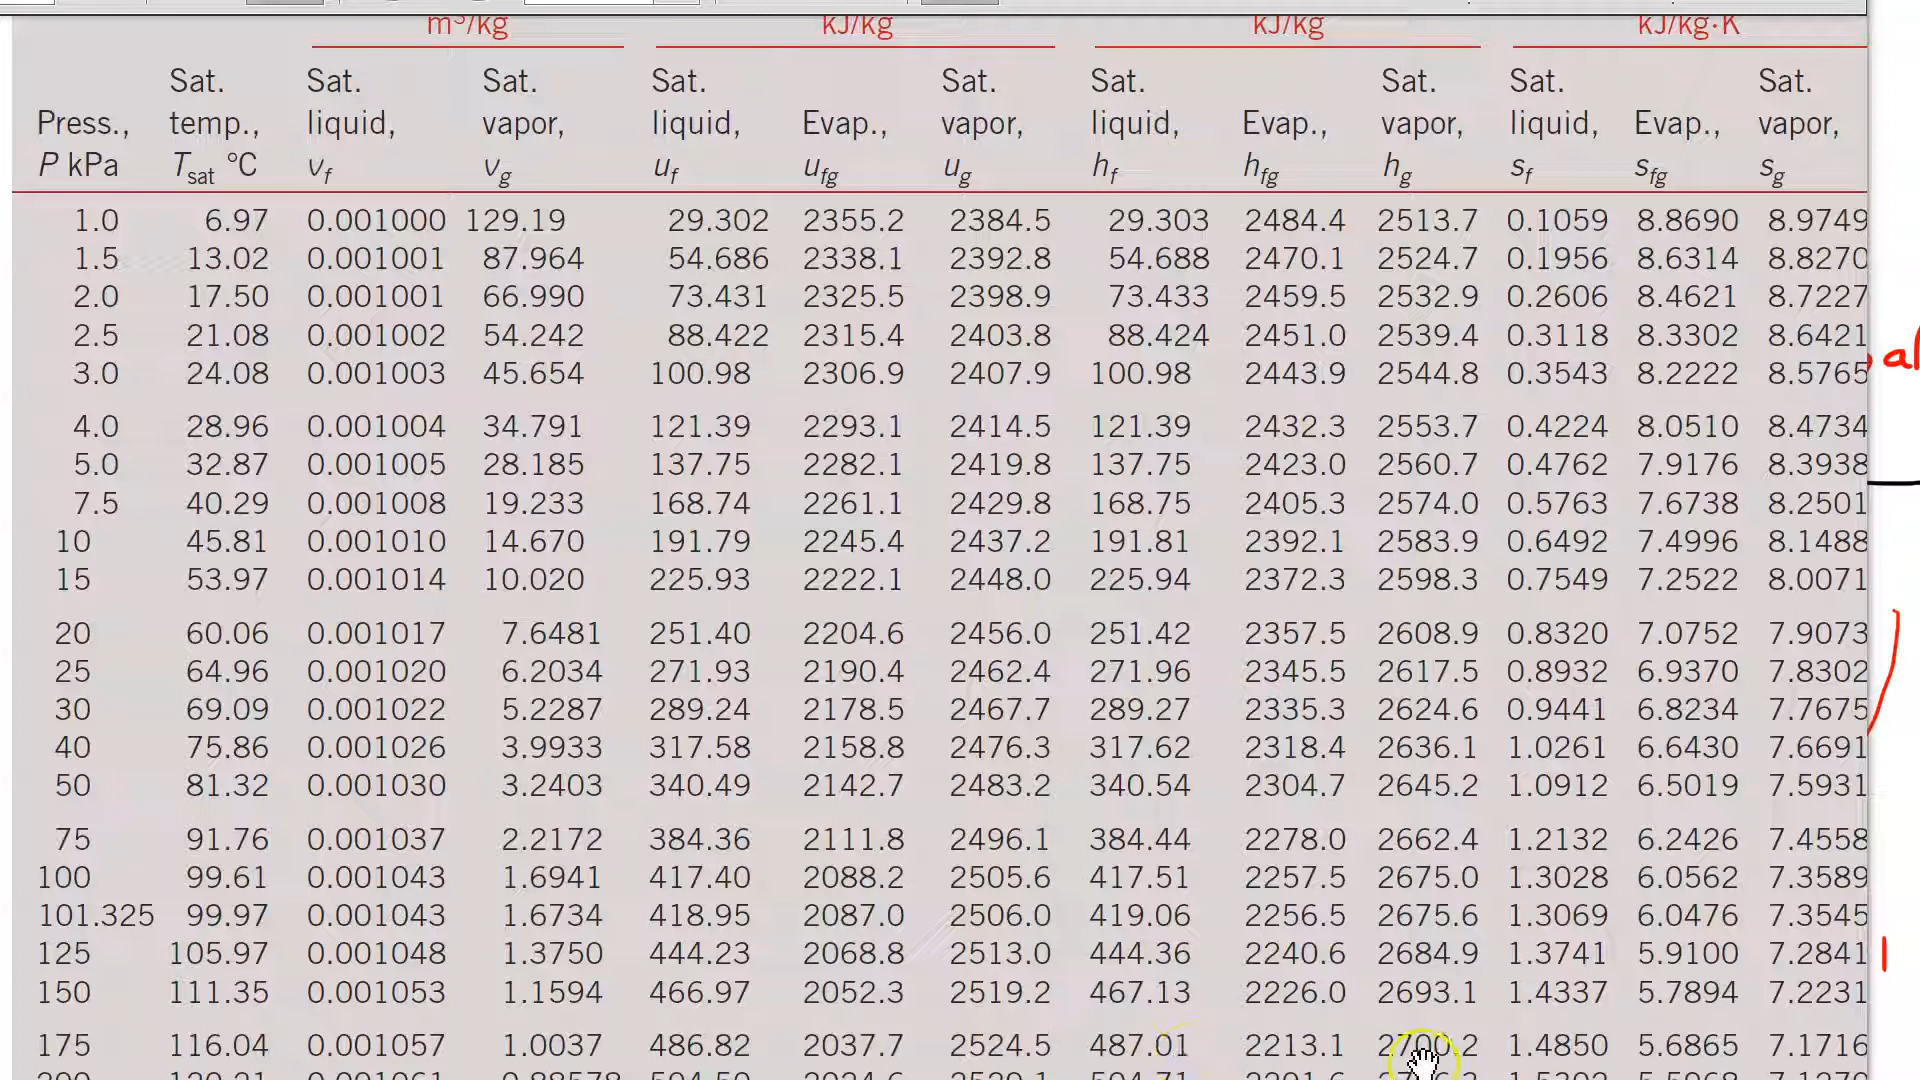 m³/kg kJ/kg kJ/kg kJ/kg·K
Sat. Sat. Sat. Sat. Sat. Sat. Sat. Sat. Sat.
Press., temp., liquid, vapor, liquid, Evap., vapor, liquid, Evap., vapor, liquid, Evap., vapor,
P kPa Tsat °C vf vg uf ufg ug hf hfg hg sf sfg sg
1.0 6.97 0.001000 129.19 29.302 2355.2 2384.5 29.303 2484.4 2513.7 0.1059 8.8690 8.9749
1.5 13.02 0.001001 87.964 54.686 2338.1 2392.8 54.688 2470.1 2524.7 0.1956 8.6314 8.8270
2.0 17.50 0.001001 66.990 73.431 2325.5 2398.9 73.433 2459.5 2532.9 0.2606 8.4621 8.7227
2.5 21.08 0.001002 54.242 88.422 2315.4 2403.8 88.424 2451.0 2539.4 0.3118 8.3302 8.6421
3.0 24.08 0.001003 45.654 100.98 2306.9 2407.9 100.98 2443.9 2544.8 0.3543 8.2222 8.5765
4.0 28.96 0.001004 34.791 121.39 2293.1 2414.5 121.39 2432.3 2553.7 0.4224 8.0510 8.4734
5.0 32.87 0.001005 28.185 137.75 2282.1 2419.8 137.75 2423.0 2560.7 0.4762 7.9176 8.3938
7.5 40.29 0.001008 19.233 168.74 2261.1 2429.8 168.75 2405.3 2574.0 0.5763 7.6738 8.2501
10 45.81 0.001010 14.670 191.79 2245.4 2437.2 191.81 2392.1 2583.9 0.6492 7.4996 8.1488
15 53.97 0.001014 10.020 225.93 2222.1 2448.0 225.94 2372.3 2598.3 0.7549 7.2522 8.0071
20 60.06 0.001017 7.6481 251.40 2204.6 2456.0 251.42 2357.5 2608.9 0.8320 7.0752 7.9073
25 64.96 0.001020 6.2034 271.93 2190.4 2462.4 271.96 2345.5 2617.5 0.8932 6.9370 7.8302
30 69.09 0.001022 5.2287 289.24 2178.5 2467.7 289.27 2335.3 2624.6 0.9441 6.8234 7.7675
40 75.86 0.001026 3.9933 317.58 2158.8 2476.3 317.62 2318.4 2636.1 1.0261 6.6430 7.6691
50 81.32 0.001030 3.2403 340.49 2142.7 2483.2 340.54 2304.7 2645.2 1.0912 6.5019 7.5931
75 91.76 0.001037 2.2172 384.36 2111.8 2496.1 384.44 2278.0 2662.4 1.2132 6.2426 7.4558
100 99.61 0.001043 1.6941 417.40 2088.2 2505.6 417.51 2257.5 2675.0 1.3028 6.0562 7.3589
101.325 99.97 0.001043 1.6734 418.95 2087.0 2506.0 419.06 2256.5 2675.6 1.3069 6.0476 7.3545
125 105.97 0.001048 1.3750 444.23 2068.8 2513.0 444.36 2240.6 2684.9 1.3741 5.9100 7.2841
150 111.35 0.001053 1.1594 466.97 2052.3 2519.2 467.13 2226.0 2693.1 1.4337 5.7894 7.2231
175 116.04 0.001057 1.0037 486.82 2037.7 2524.5 487.01 2213.1 2700.2 1.4850 5.6865 7.1716